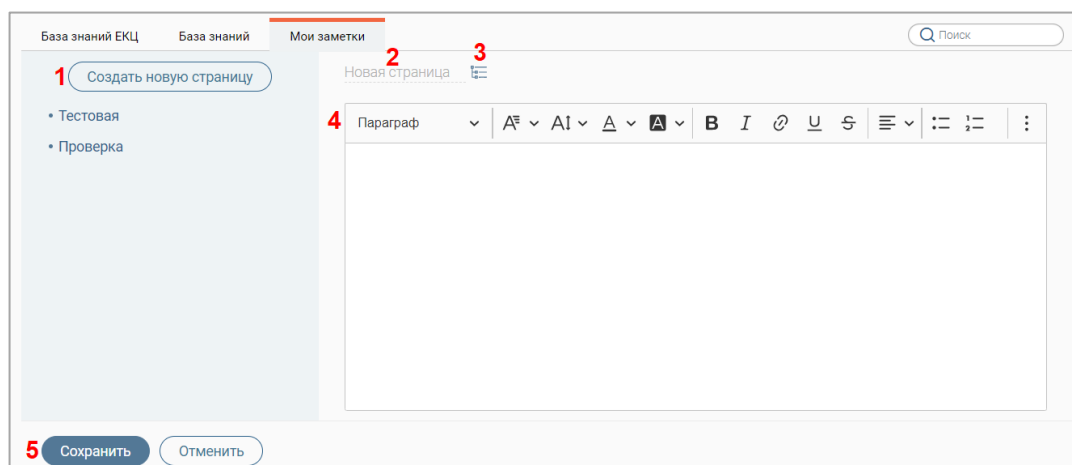 База знаний ЕКЦ База знаний Мои заметки Поиск
1 Создать новую страницу
2 3
Новая страница
• Тестовая
• Проверка
4 Параграф B I U S
5 Сохранить Отменить